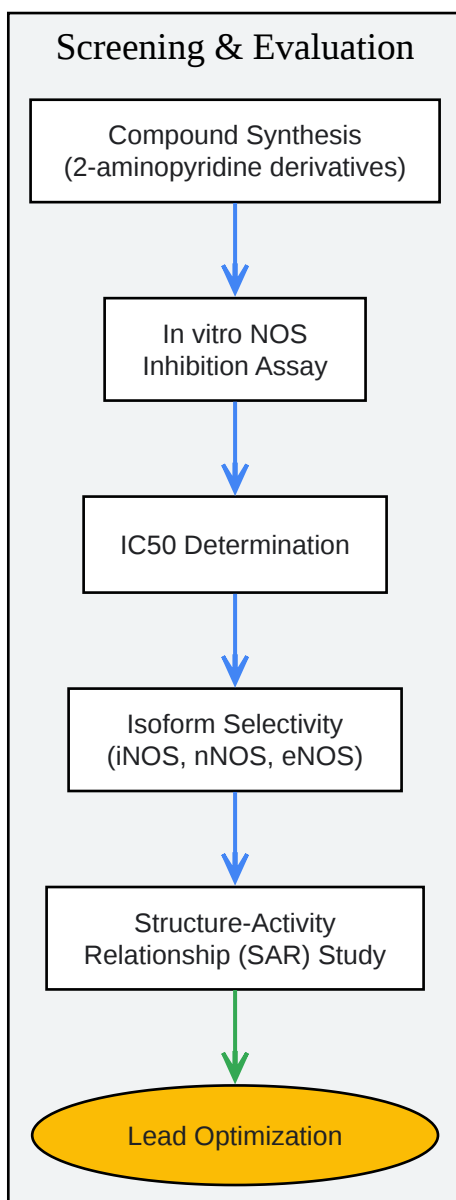 Screening & Evaluation
Compound Synthesis
(2-aminopyridine derivatives)
In vitro NOS
Inhibition Assay
IC50 Determination
Isoform Selectivity
(iNOS, nNOS, eNOS)
Structure-Activity
Relationship (SAR) Study
Lead Optimization